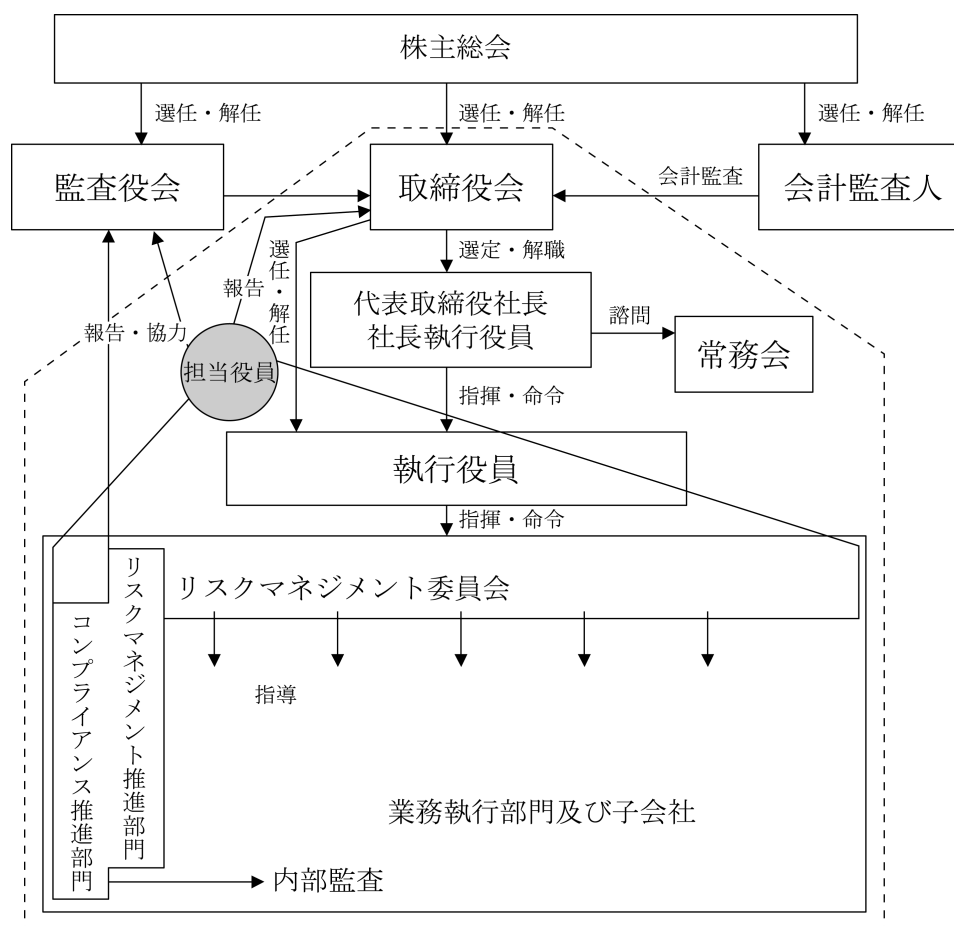 株主総会
選任・解任
選任・解任
選任・解任
監査役会
取締役会
会計監査
会計監査人
選任・解任
選定・解職
報告
代表取締役社長
社長執行役員
諮問
常務会
報告・協力
担当役員
指揮・命令
執行役員
指揮・命令
リスクマネジメント委員会
リスクマネジメント推進部門
コンプライアンス推進部門
指導
業務執行部門及び子会社
内部監査